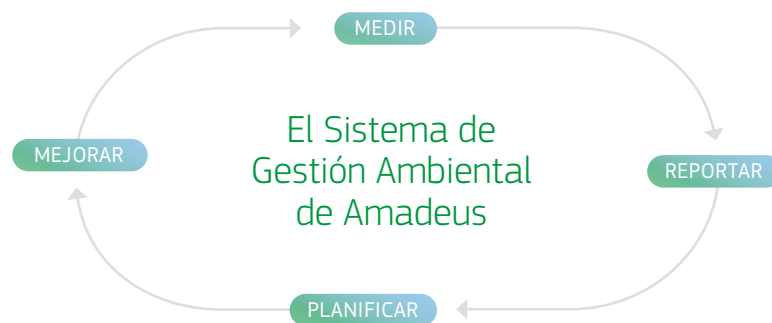 MEDIR
El Sistema de
Gestión Ambiental
de Amadeus
MEJORAR
REPORTAR
PLANIFICAR